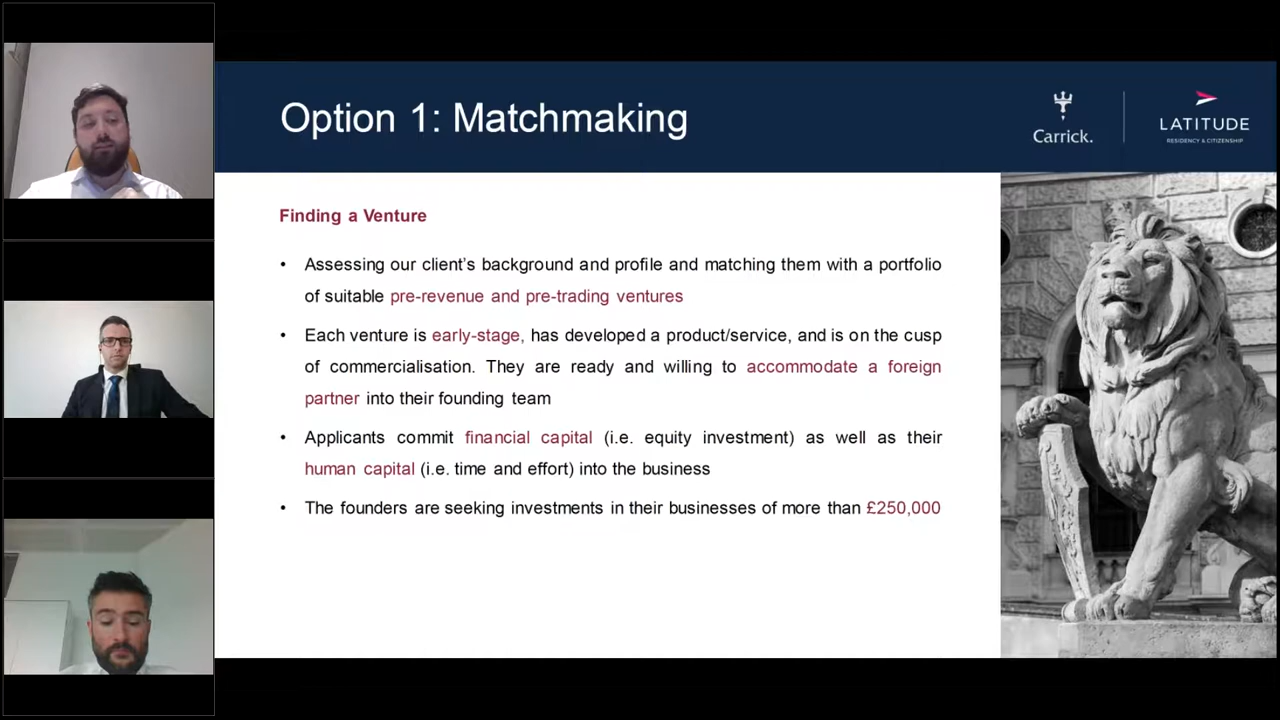 Option 1: Matchmaking
Carrick.
LATITUDE
RESIDENCY & CITIZENSHIP
Finding a Venture
• Assessing our client's background and profile and matching them with a portfolio
of suitable pre-revenue and pre-trading ventures
• Each venture is early-stage, has developed a product/service, and is on the cusp
of commercialisation. They are ready and willing to accommodate a foreign
partner into their founding team
• Applicants commit financial capital (i.e. equity investment) as well as their
human capital (i.e. time and effort) into the business
• The founders are seeking investments in their businesses of more than £250,000